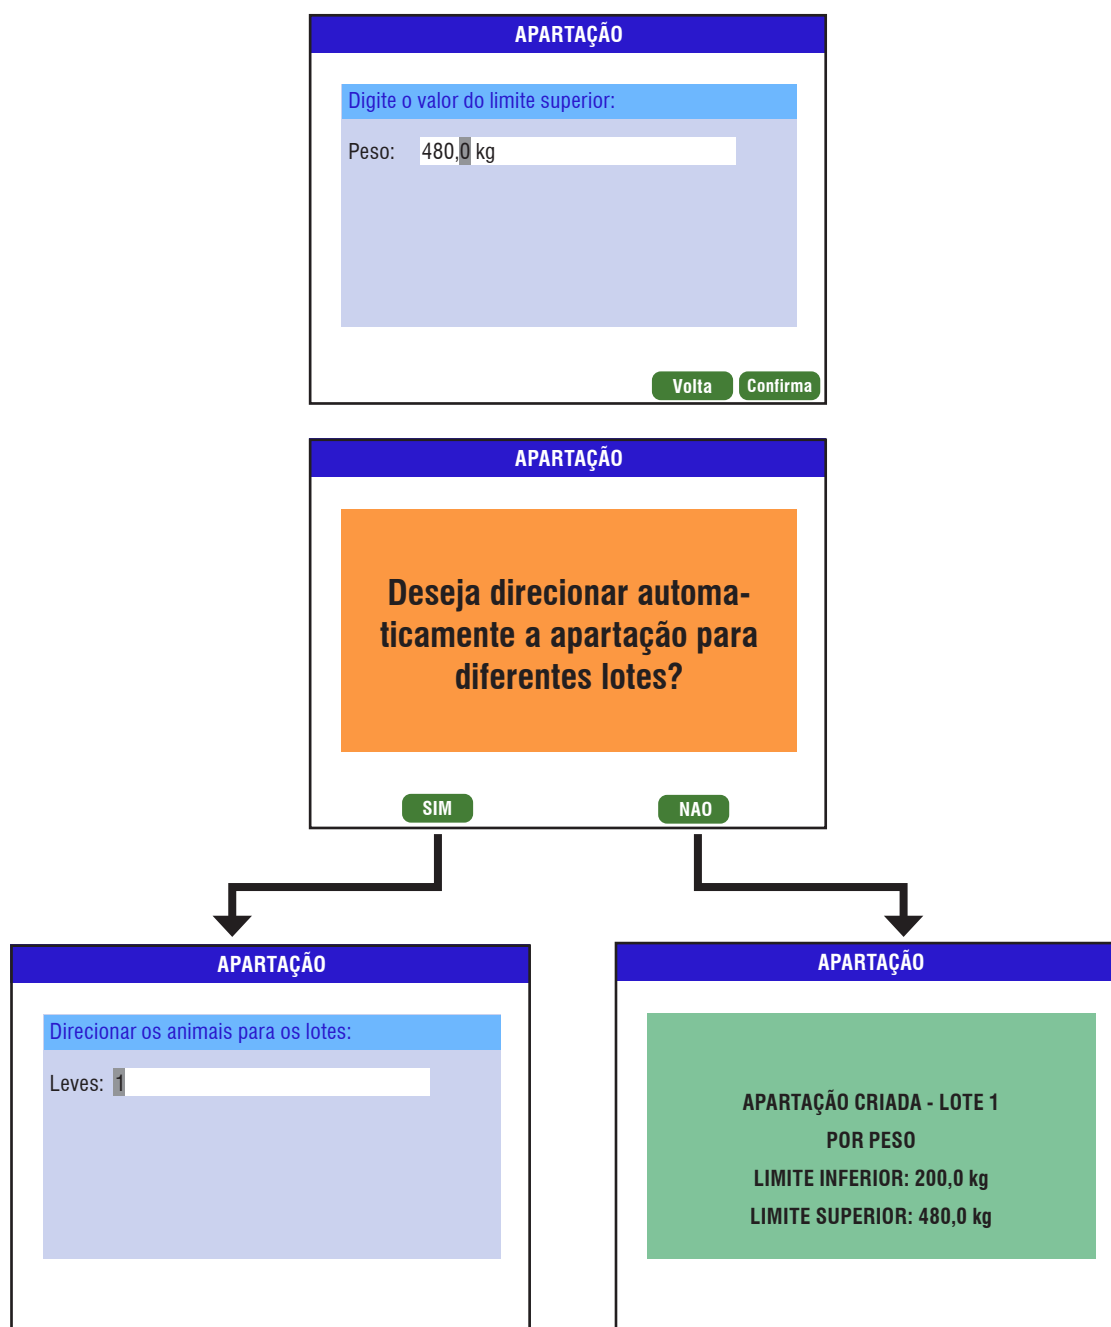 APARTAÇÃO
Digite o valor do limite superior:
Peso: 480,0 kg
Volta Confirma
APARTAÇÃO
Deseja direcionar automa-
ticamente a apartação para
diferentes lotes?
SIM NAO
APARTAÇÃO
Direcionar os animais para os lotes:
Leves: 1
APARTAÇÃO
APARTAÇÃO CRIADA - LOTE 1
POR PESO
LIMITE INFERIOR: 200,0 kg
LIMITE SUPERIOR: 480,0 kg